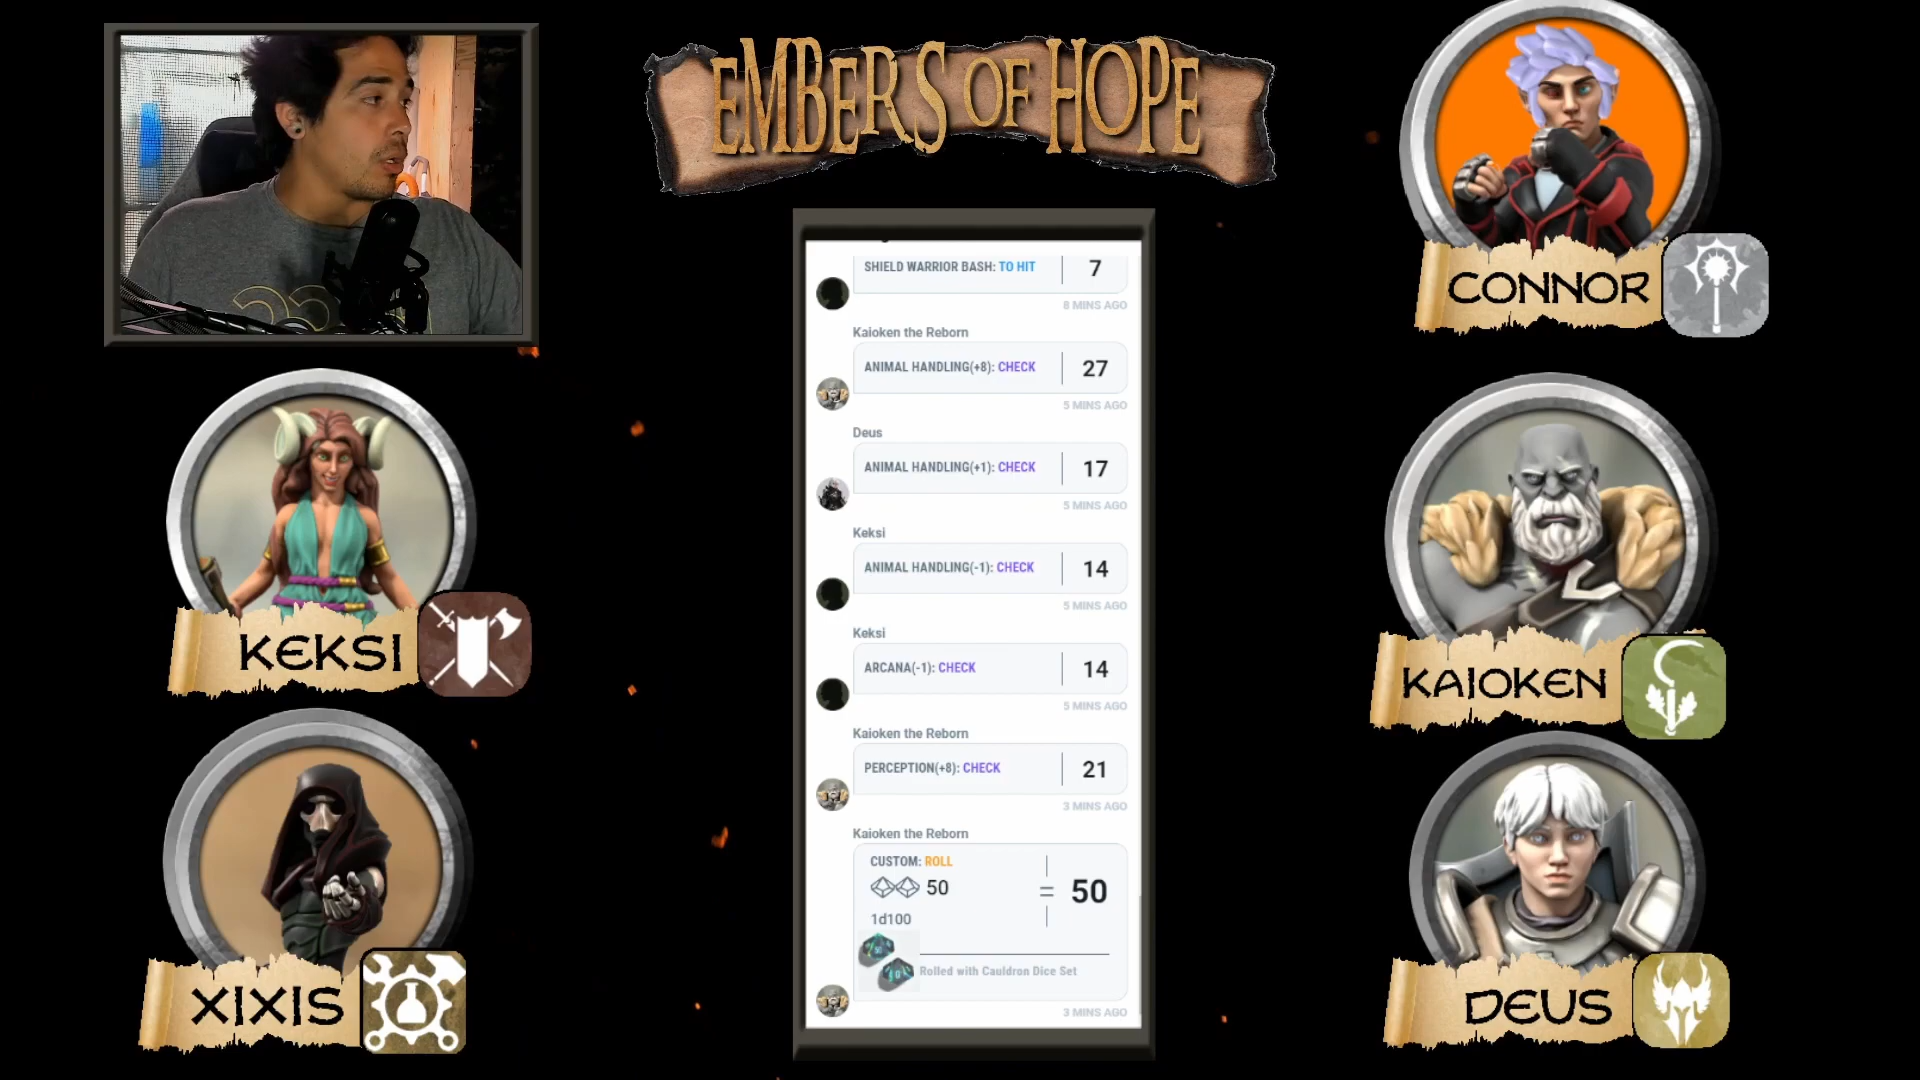 EMBERS OF HOPE
SHIELD WARRIOR BASH: TO HIT
7
8 MINS AGO
Kaioken the Reborn
ANIMAL HANDLING(+8): CHECK
27
5 MINS AGO
Deus
ANIMAL HANDLING(+1): CHECK
17
5 MINS AGO
Keksi
ANIMAL HANDLING(-1): CHECK
14
5 MINS AGO
Keksi
ARCANA(-1): CHECK
14
5 MINS AGO
Kaioken the Reborn
PERCEPTION(+8): CHECK
21
3 MINS AGO
Kaioken the Reborn
CUSTOM: ROLL
50
= 50
1d100
Rolled with Cauldron Dice Set
3 MINS AGO
KEKSI
XIXIS
CONNOR
KAIOKEN
DEUS